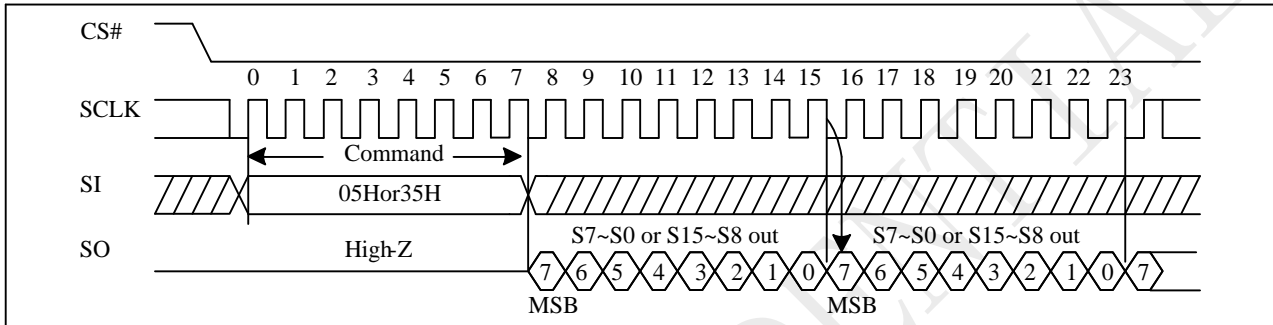 CS#
0 1 2 3 4 5 6 7 8 9 10 11 12 13 14 15 16 17 18 19 20 21 22 23
SCLK
Command
SI
05Hor35H
S7~S0 or S15~S8 out S7~S0 or S15~S8 out
SO
High-Z
7 6 5 4 3 2 1 0 7 6 5 4 3 2 1 0 7
MSB MSB
ENTIA